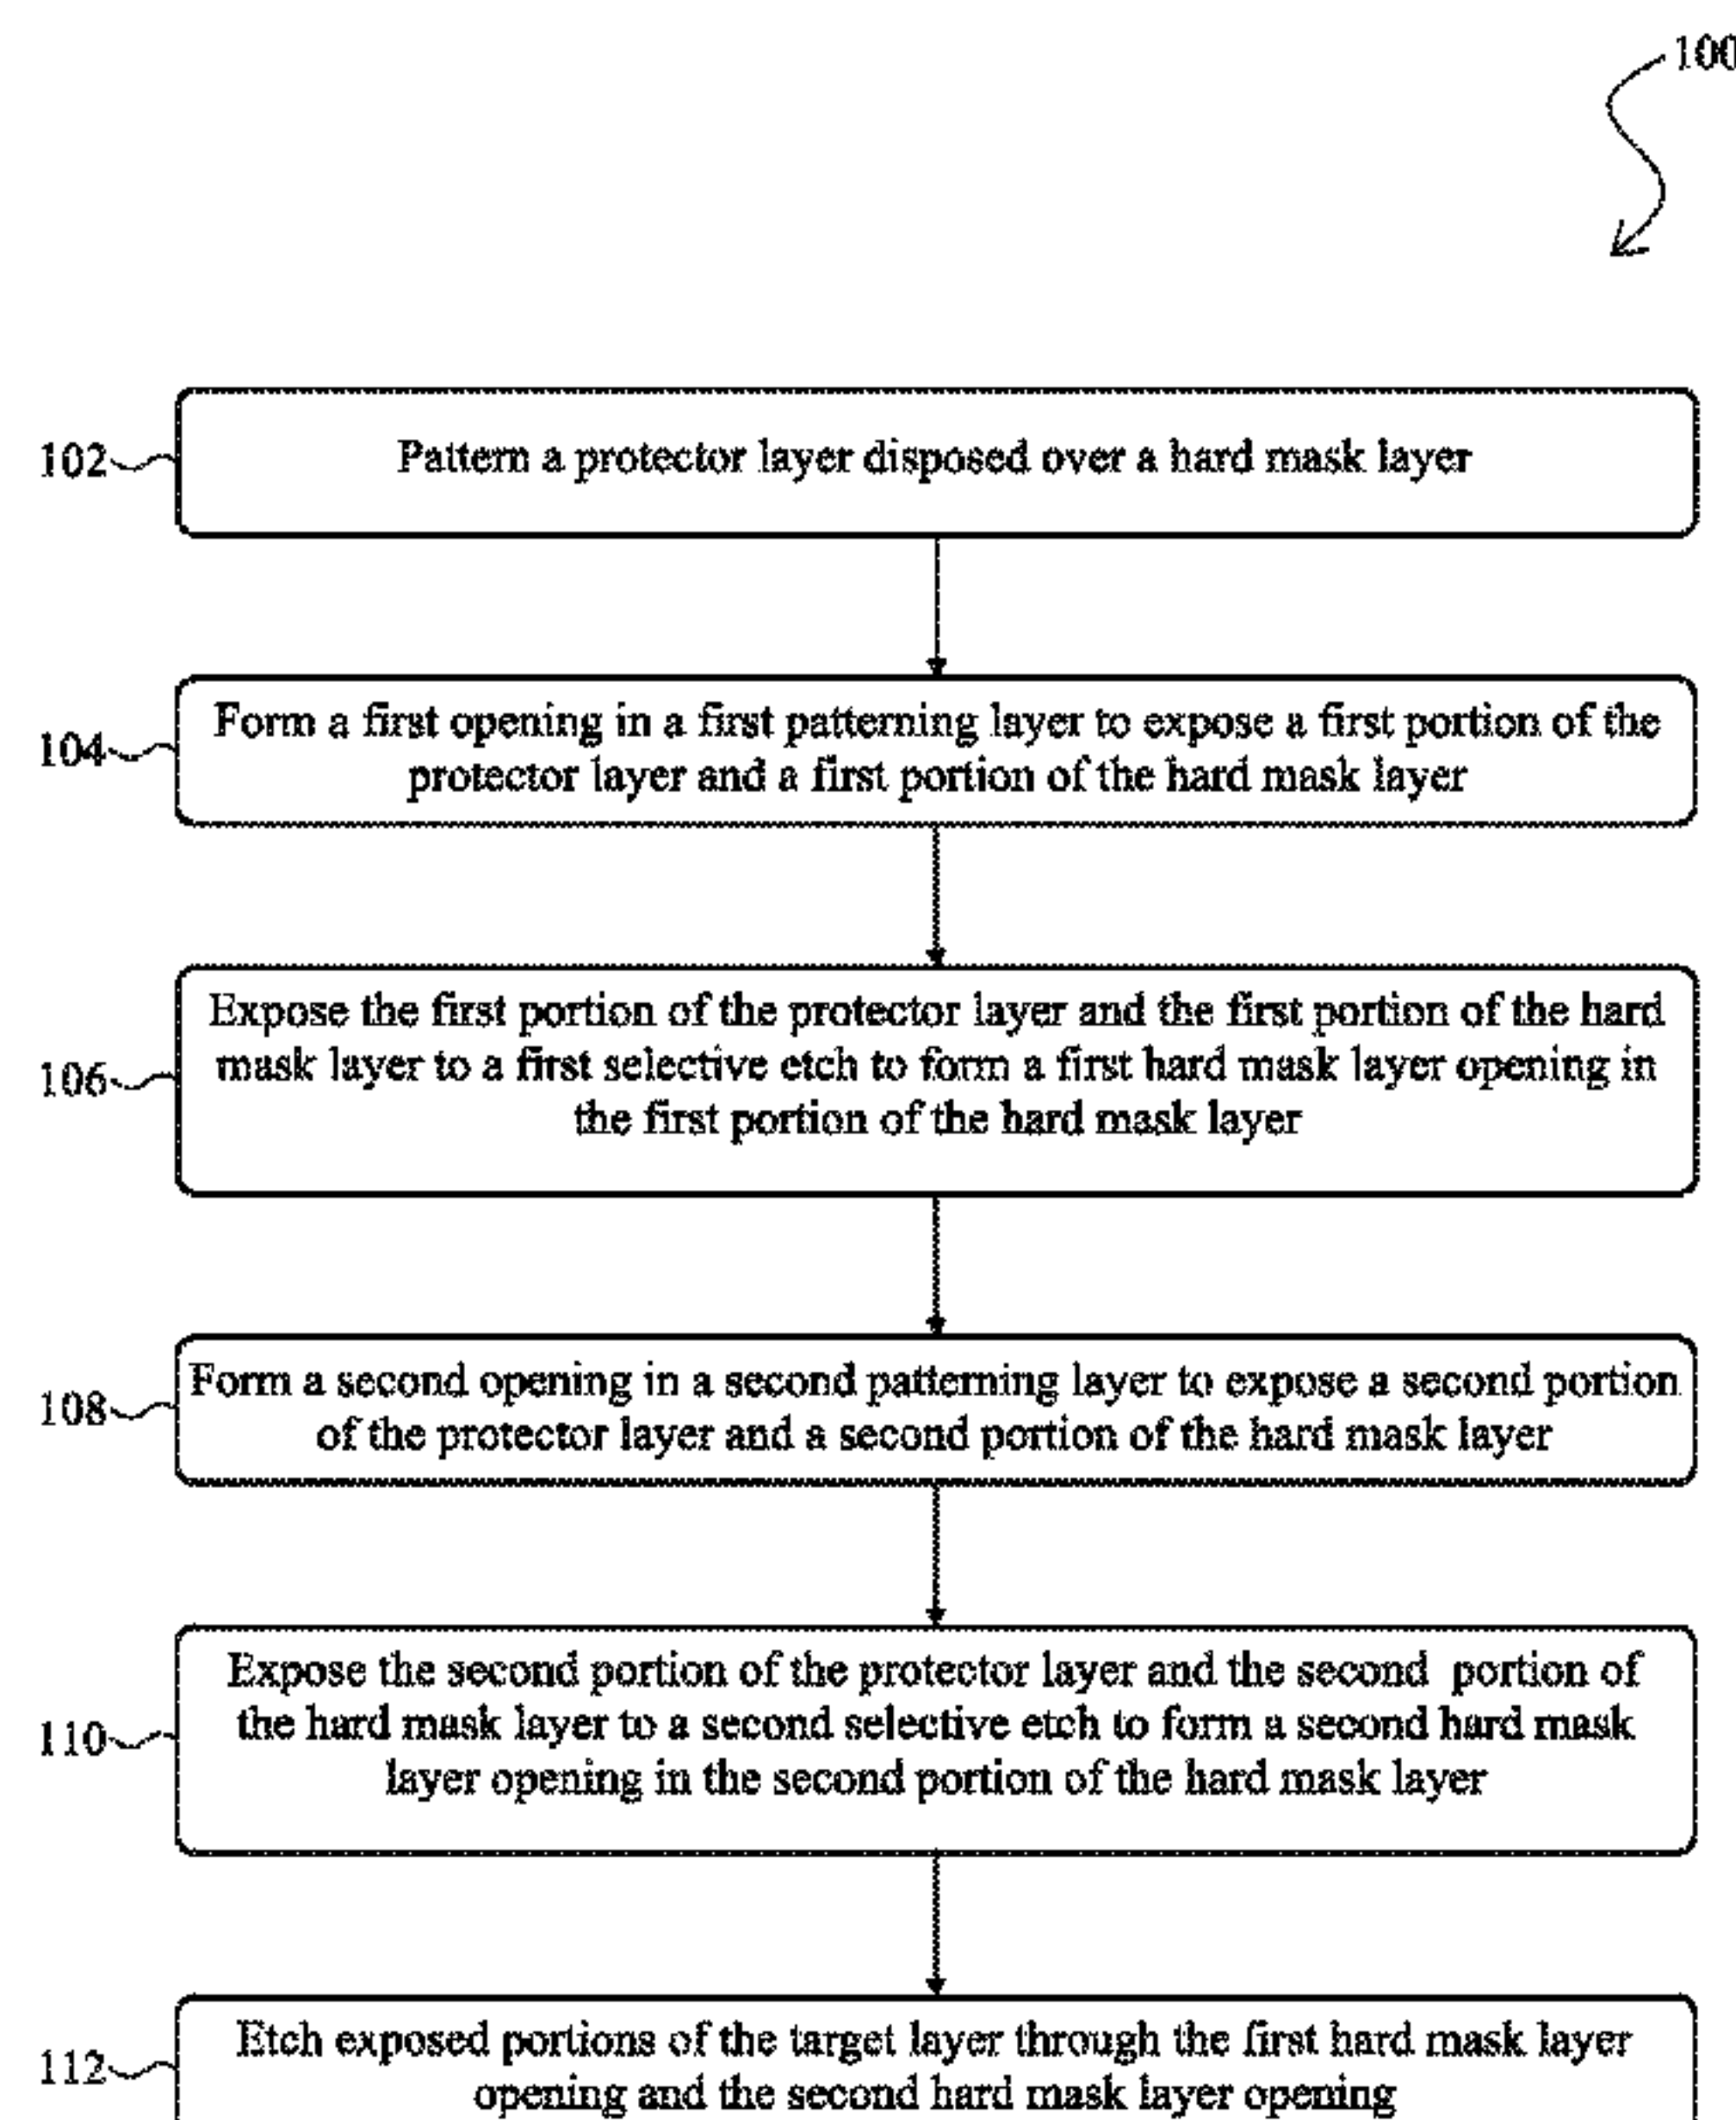 100
102
Pattern a protector layer disposed over a hard mask layer
104
Form a first opening in a first patterning layer to expose a first portion of the
protector layer and a first portion of the hard mask layer
106
Expose the first portion of the protector layer and the first portion of the hard
mask layer to a first selective etch to form a first hard mask layer opening in
the first portion of the hard mask layer
108
Form a second opening in a second patterning layer to expose a second portion
of the protector layer and a second portion of the hard mask layer
110
Expose the second portion of the protector layer and the second portion of
the hard mask layer to a second selective etch to form a second hard mask
layer opening in the second portion of the hard mask layer
112
Etch exposed portions of the target layer through the first hard mask layer
opening and the second hard mask layer opening